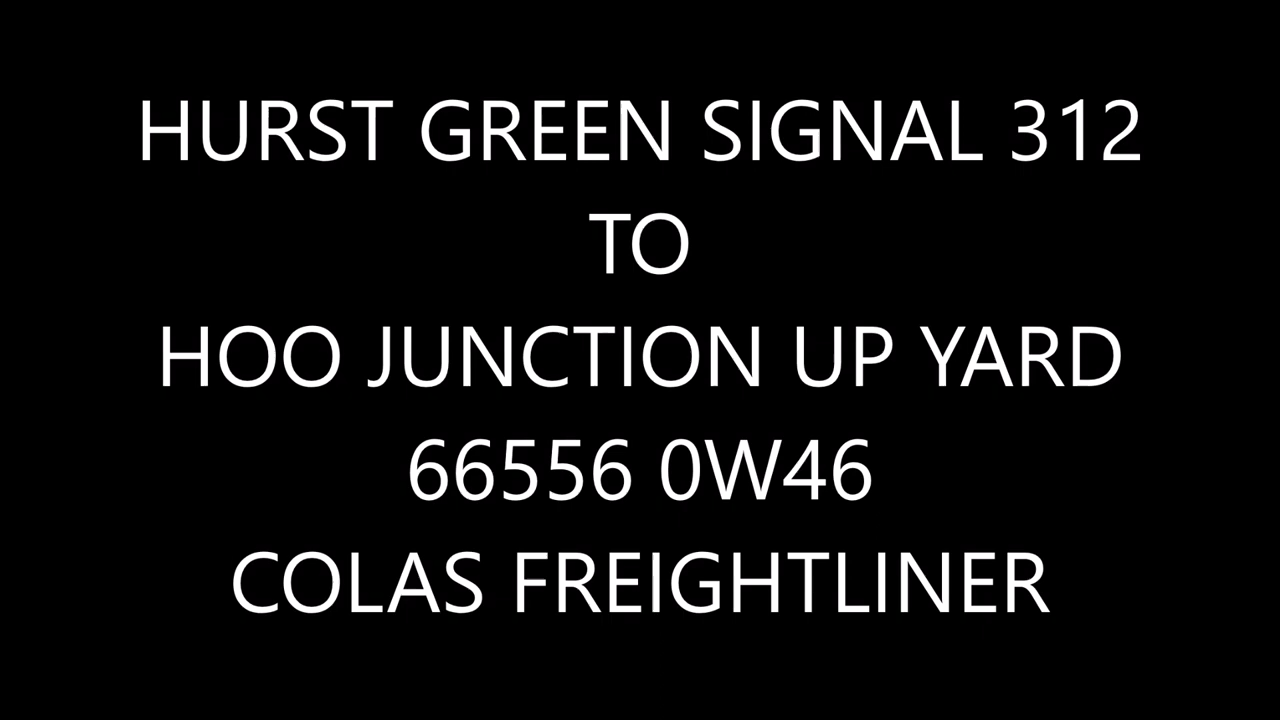 HURST GREEN SIGNAL 312
TO
HOO JUNCTION UP YARD
66556 0W46
COLAS FREIGHTLINER